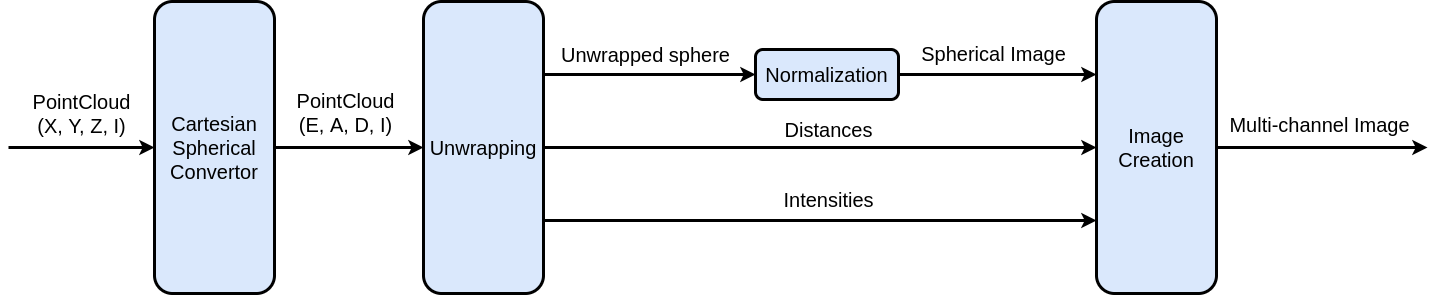 PointCloud
(X, Y, Z, I)
Cartesian
Spherical
Convertor
PointCloud
(E, A, D, I)
Unwrapping
Unwrapped sphere
Normalization
Spherical Image
Distances
Intensities
Image
Creation
Multi-channel Image